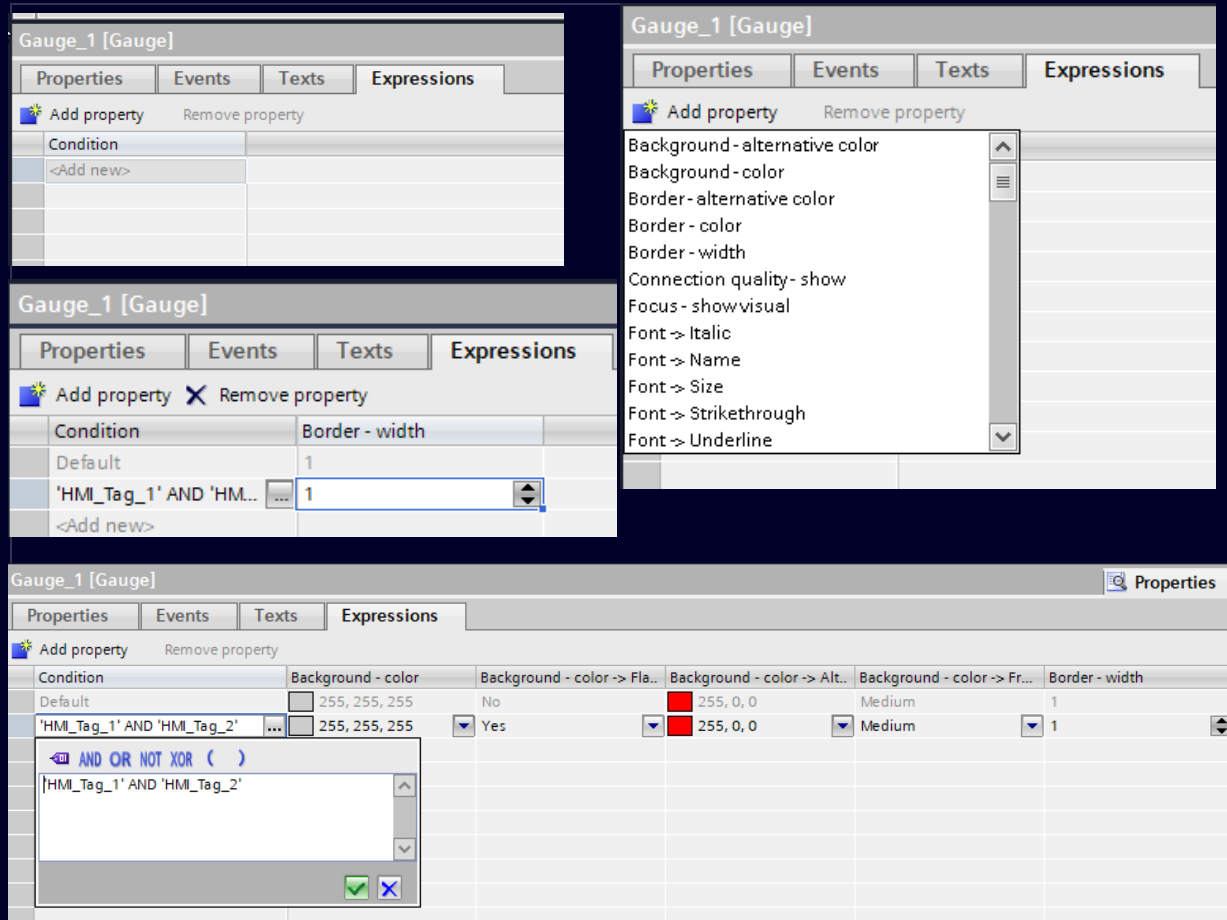 Gauge_1 [Gauge]
Properties Events Texts Expressions
Add property Remove property
Condition
<Add new>
Gauge_1 [Gauge]
Properties Events Texts Expressions
Add property Remove property
Background - alternative color
Background - color
Border - alternative color
Border - color
Border - width
Connection quality - show
Focus - show visual
Font -> Italic
Font -> Name
Font -> Size
Font -> Strikethrough
Font -> Underline
Gauge_1 [Gauge]
Properties Events Texts Expressions
Add property Remove property
Condition Border - width
Default 1
'HMI_Tag_1' AND 'HM... ... 1
<Add new>
Gauge_1 [Gauge] Properties
Properties Events Texts Expressions
Add property Remove property
Condition Background - color Background - color -> Fla.. Background - color -> Alt.. Background - color -> Fr... Border - width
Default 255, 255, 255 No 255, 0, 0 Medium 1
'HMI_Tag_1' AND 'HMI_Tag_2' ... 255, 255, 255 Yes 255, 0, 0 Medium 1
AND OR NOT XOR ( )
'HMI_Tag_1' AND 'HMI_Tag_2'